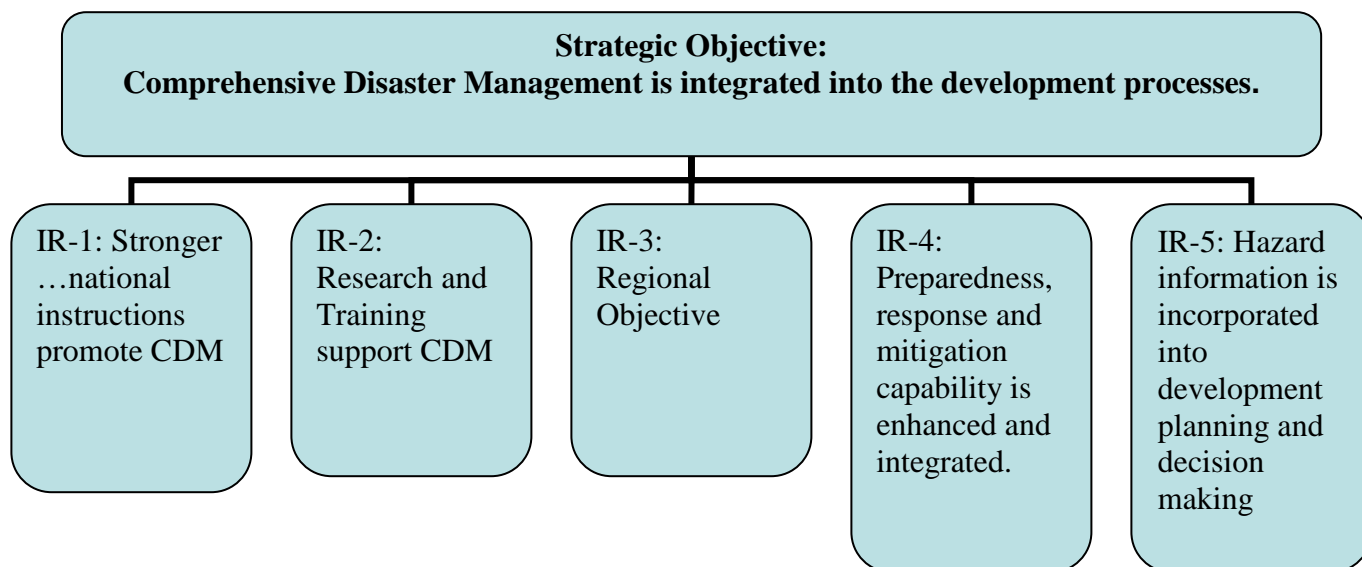 Strategic Objective:
Comprehensive Disaster Management is integrated into the development processes.
IR-1: Stronger
…national
instructions
promote CDM
IR-2:
Research and
Training
support CDM
IR-3:
Regional
Objective
IR-4:
Preparedness,
response and
mitigation
capability is
enhanced and
integrated.
IR-5: Hazard
information is
incorporated
into
development
planning and
decision
making